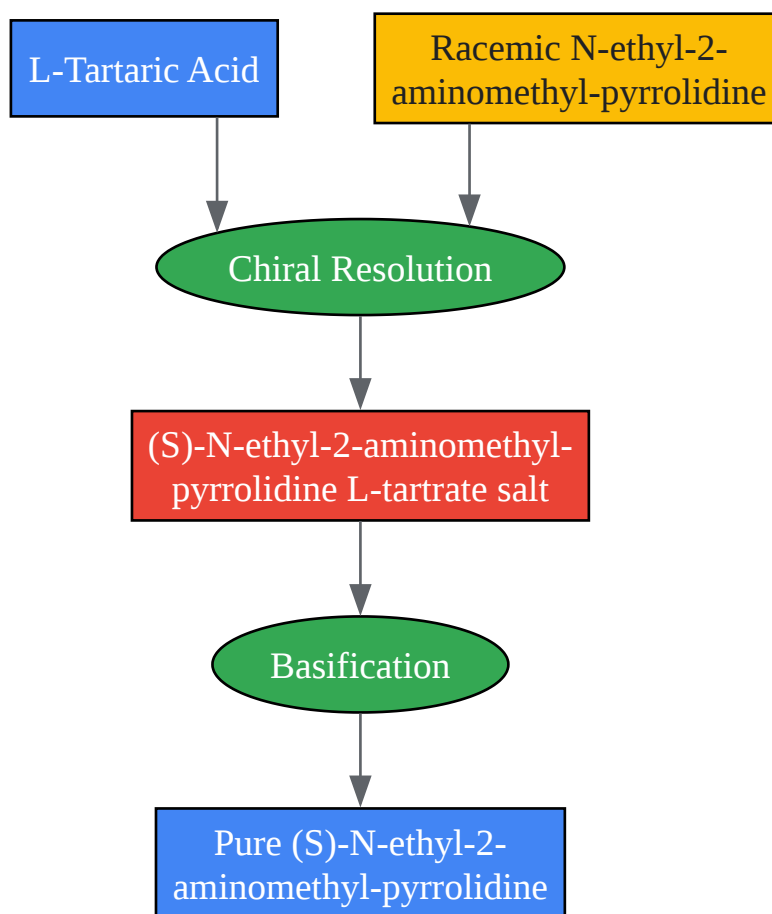 L-Tartaric Acid
Racemic N-ethyl-2-
aminomethyl-pyrrolidine
Chiral Resolution
(S)-N-ethyl-2-aminomethyl-
pyrrolidine L-tartrate salt
Basification
Pure (S)-N-ethyl-2-
aminomethyl-pyrrolidine